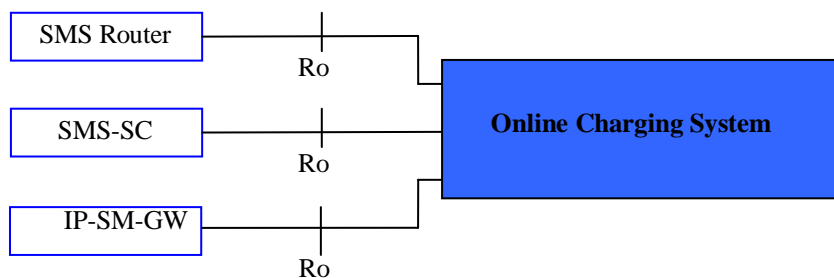 SMS Router
Ro
SMS-SC
Online Charging System
Ro
IP-SM-GW
Ro